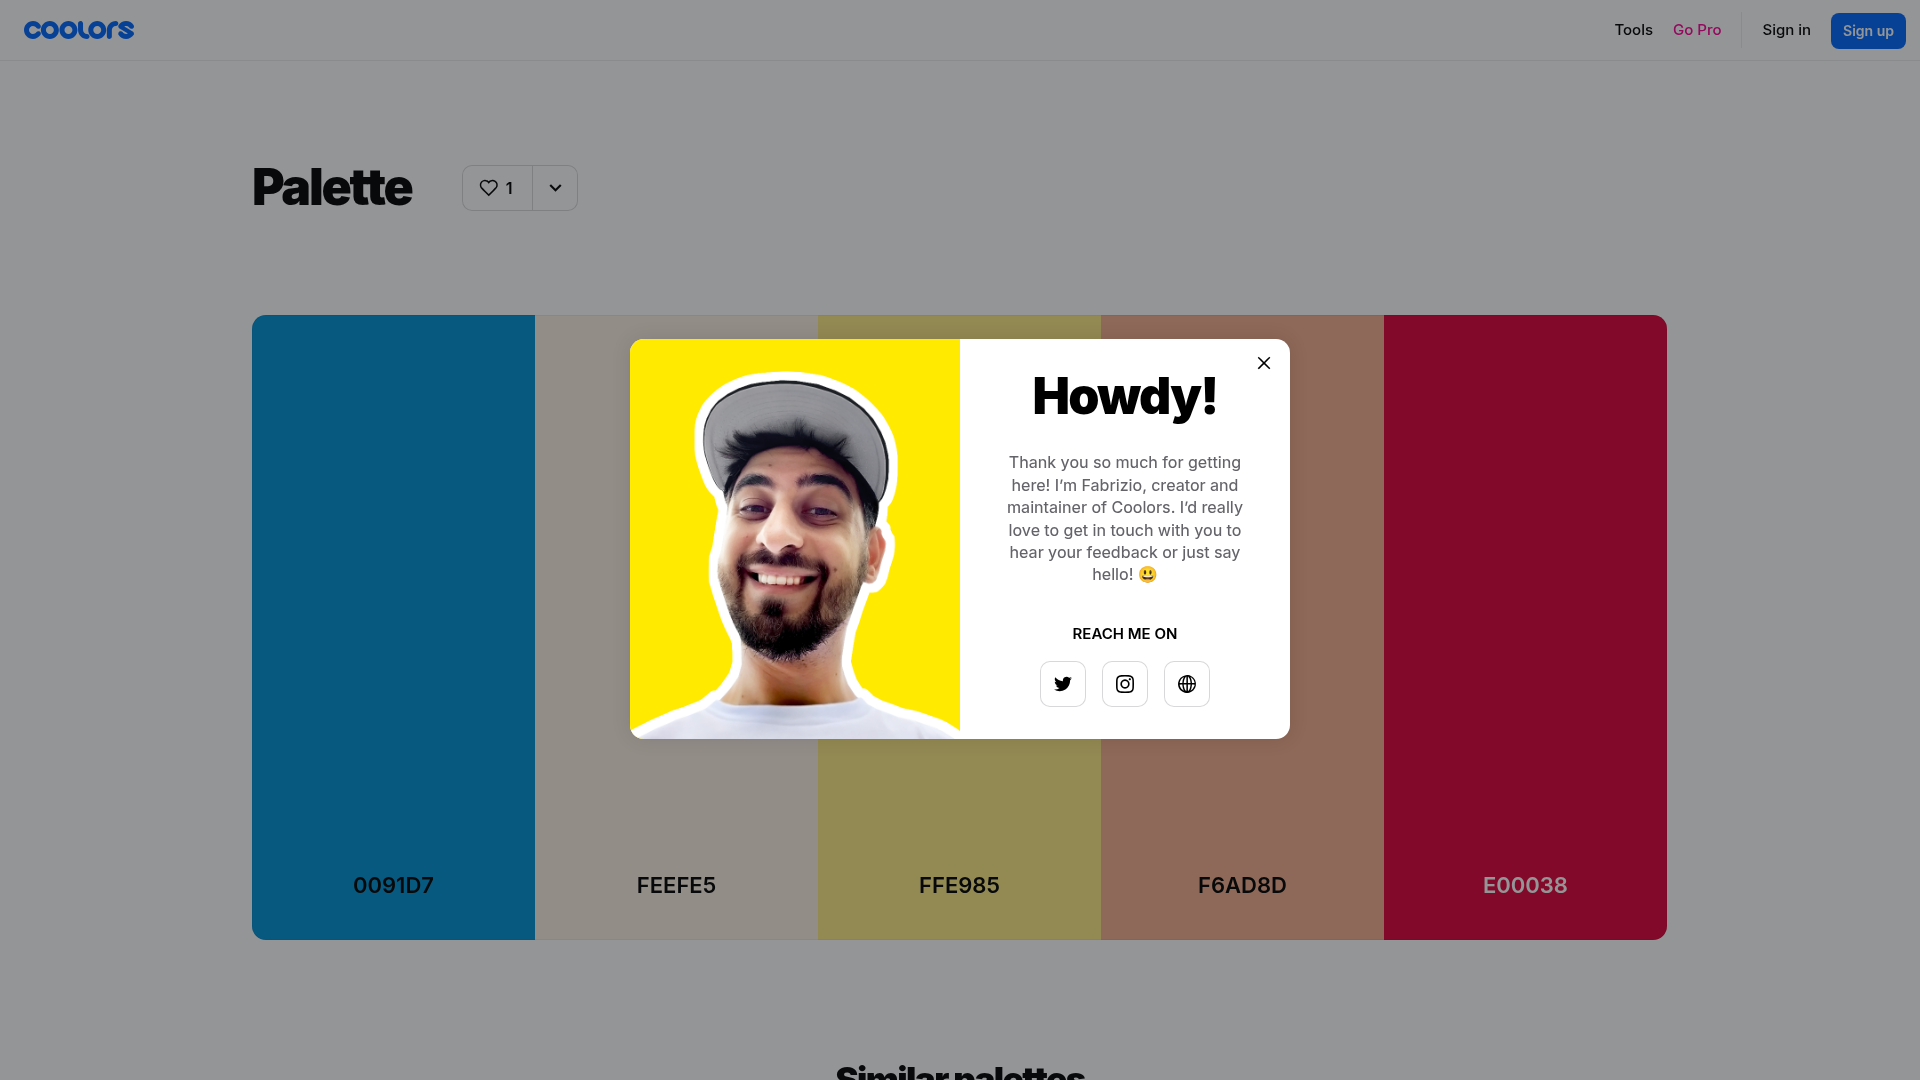 coolors
Tools
Go Pro
Sign in
Sign up
Palette
1
Howdy!
Thank you so much for getting
here! I’m Fabrizio, creator and
maintainer of Coolors. I’d really
love to get in touch with you to
hear your feedback or just say
hello! 😃
REACH ME ON
0091D7
FEEFE5
FFE985
F6AD8D
E00038
Similar palettes